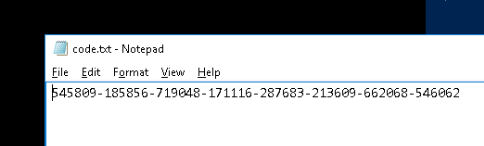 code.txt - Notepad
File Edit Format View Help
545809-185856-719048-171116-287683-213609-662068-546062